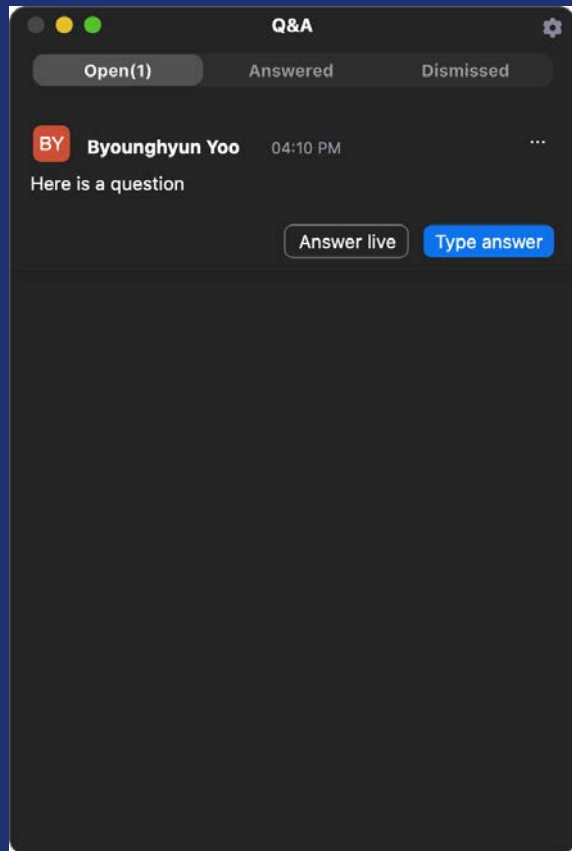 Q&A
Open(1) Answered Dismissed
BY Byounghyun Yoo 04:10 PM ...
Here is a question
Answer live Type answer